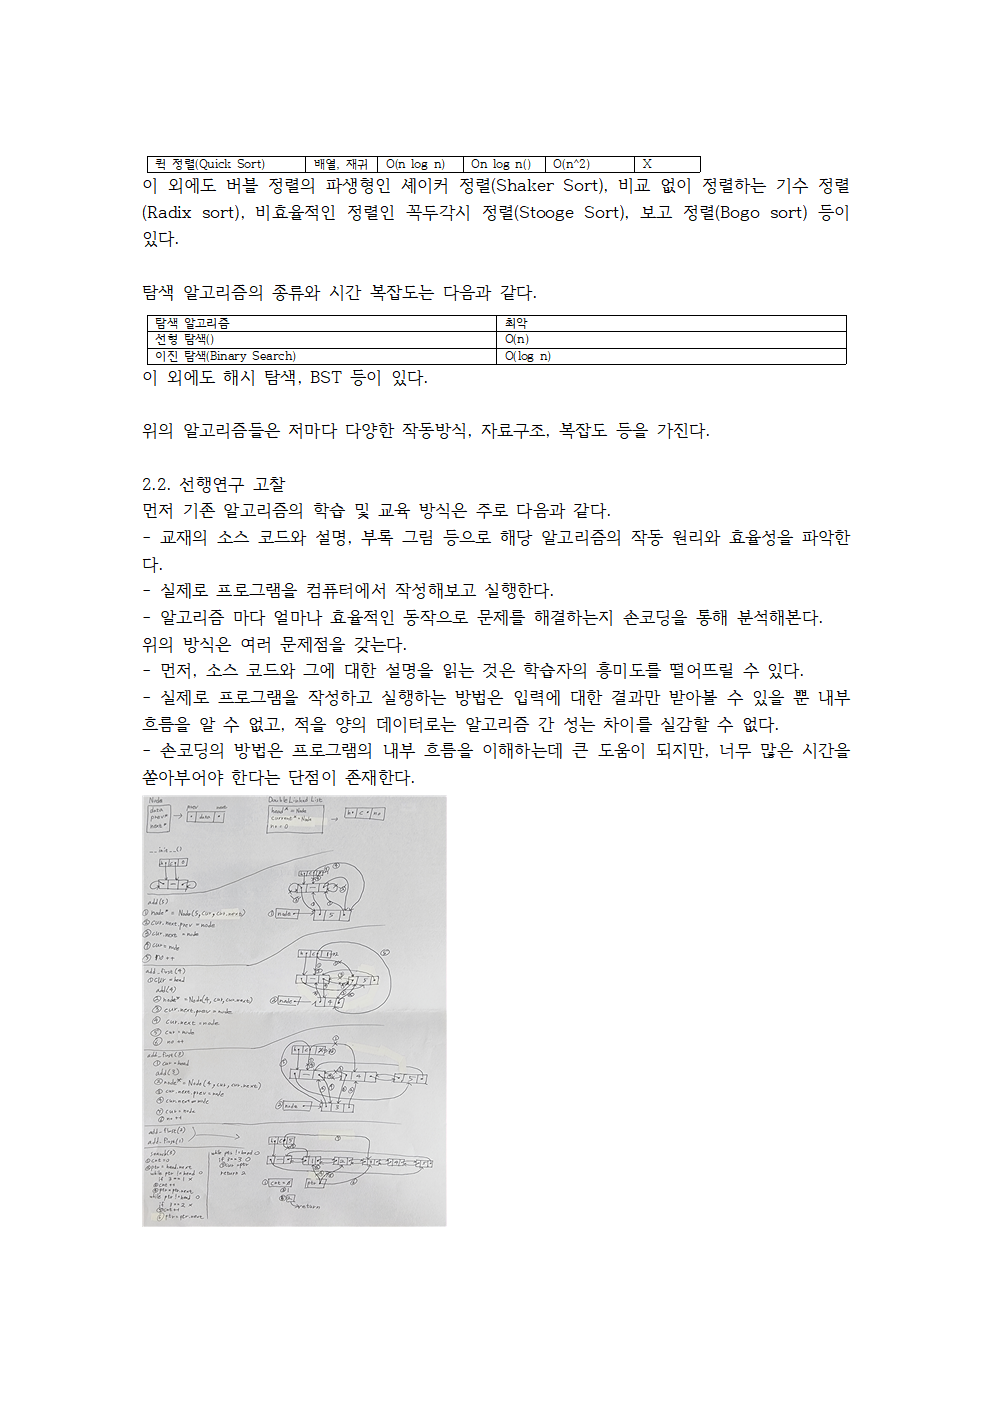 퀵 정렬(Quick Sort) 배열, 재귀 O(n log n) On log n() O(n^2) X
이 외에도 버블 정렬의 파생형인 셰이커 정렬(Shaker Sort), 비교 없이 정렬하는 기수 정렬
(Radix sort), 비효율적인 정렬인 꼭두각시 정렬(Stooge Sort), 보고 정렬(Bogo sort) 등이
있다.
탐색 알고리즘의 종류와 시간 복잡도는 다음과 같다.
탐색 알고리즘 최악
선형 탐색() O(n)
이진 탐색(Binary Search) O(log n)
이 외에도 해시 탐색, BST 등이 있다.
위의 알고리즘들은 저마다 다양한 작동방식, 자료구조, 복잡도 등을 가진다.
2.2. 선행연구 고찰
먼저 기존 알고리즘의 학습 및 교육 방식은 주로 다음과 같다.
- 교재의 소스 코드와 설명, 부록 그림 등으로 해당 알고리즘의 작동 원리와 효율성을 파악한
다.
- 실제로 프로그램을 컴퓨터에서 작성해보고 실행한다.
- 알고리즘 마다 얼마나 효율적인 동작으로 문제를 해결하는지 손코딩을 통해 분석해본다.
위의 방식은 여러 문제점을 갖는다.
- 먼저, 소스 코드와 그에 대한 설명을 읽는 것은 학습자의 흥미도를 떨어뜨릴 수 있다.
- 실제로 프로그램을 작성하고 실행하는 방법은 입력에 대한 결과만 받아볼 수 있을 뿐 내부
흐름을 알 수 없고, 적을 양의 데이터로는 알고리즘 간 성는 차이를 실감할 수 없다.
- 손코딩의 방법은 프로그램의 내부 흐름을 이해하는데 큰 도움이 되지만, 너무 많은 시간을
쏟아부어야 한다는 단점이 존재한다.
Node
data
prev*
next*
Double Linked List
head* = Node
current* = Node
no = 0
__init__()
add(5)
① node* = Node(5, cur, cur.next)
② cur.next.prev = node
③ cur.next = node
④ cur = node
⑤ no ++
add_first(4)
① cur = head
add(4)
② node* = Node(4, cur, cur.next)
③ cur.next.prev = node
④ cur.next = node
⑤ cur = node
⑥ no ++
① cur = head
② node* = Node(4, cur, cur.next)
③ cur.next.prev = node
④ cur.next = node
⑤ cur = node
⑥ no ++
return